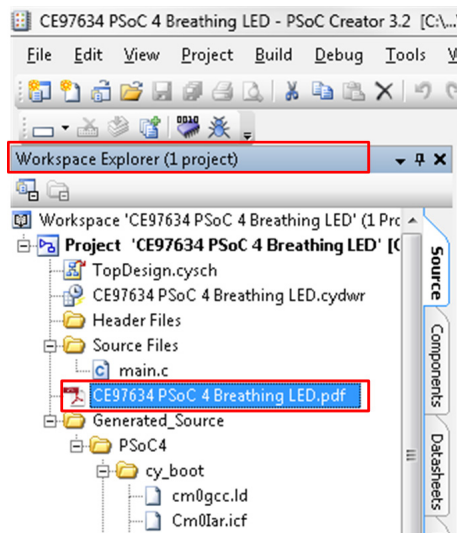 CE97634 PSoC 4 Breathing LED - PSoC Creator 3.2 [C:\...\
File Edit View Project Build Debug Tools
Workspace Explorer (1 project)
Workspace 'CE97634 PSoC 4 Breathing LED' (1 Prc
Project 'CE97634 PSoC 4 Breathing LED' [C
TopDesign.cysch
CE97634 PSoC 4 Breathing LED.cydwr
Header Files
Source Files
main.c
CE97634 PSoC 4 Breathing LED.pdf
Generated_Source
PSoC4
cy_boot
cm0gcc.ld
Cm0Iar.icf
Source
Components
Datasheets